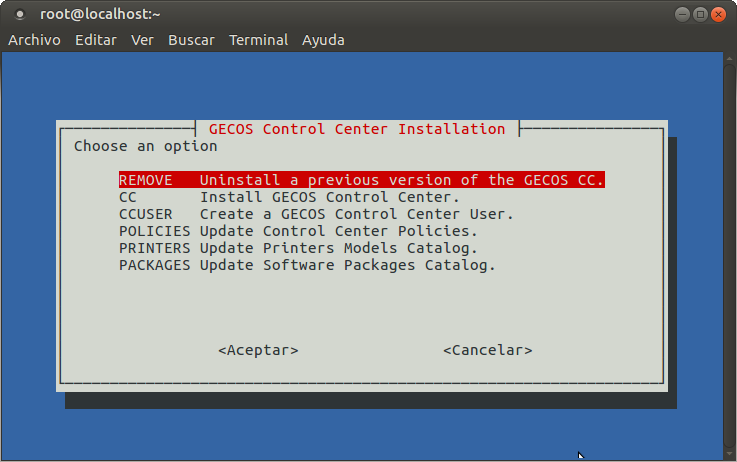 root@localhost:~
Archivo Editar Ver Buscar Terminal Ayuda
GECOS Control Center Installation
Choose an option
REMOVE Uninstall a previous version of the GECOS CC.
CC Install GECOS Control Center.
CCUSER Create a GECOS Control Center User.
POLICIES Update Control Center Policies.
PRINTERS Update Printers Models Catalog.
PACKAGES Update Software Packages Catalog.
<Aceptar> <Cancelar>